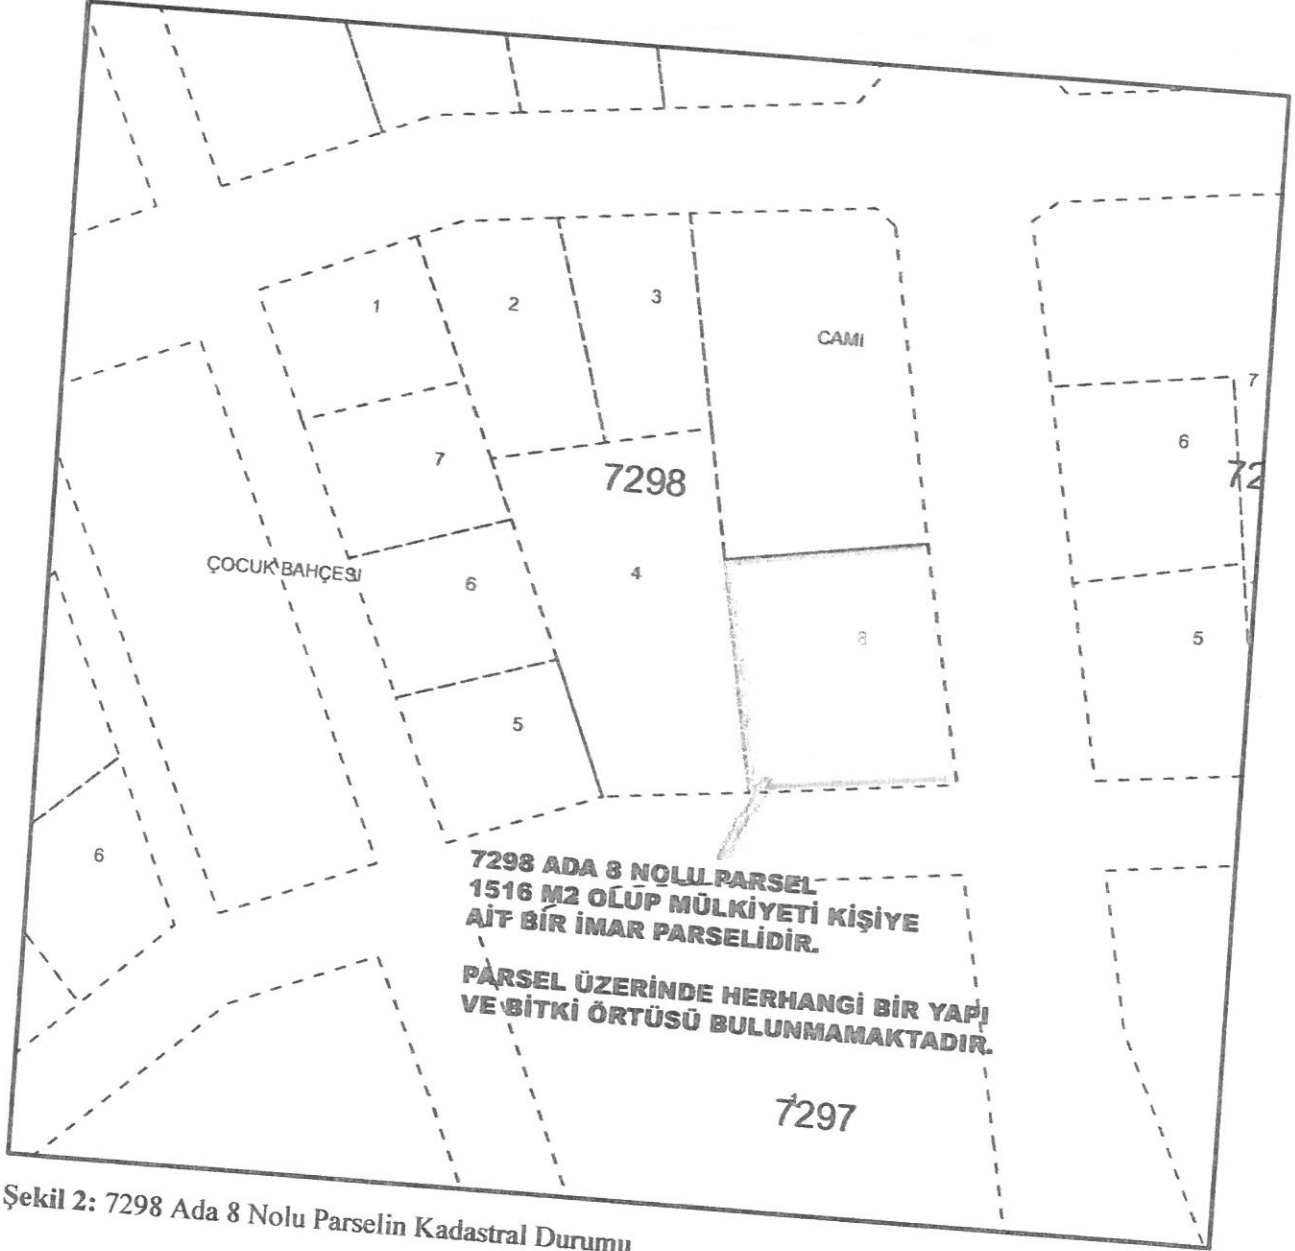 1
2
3
CAMI
7
6
7
72
7298
ÇOCUK BAHÇESI
6
4
8
5
5
6
7298 ADA 8 NOLU PARSEL
1516 M2 OLUP MÜLKİYETİ KİŞİYE
AİT BİR İMAR PARSELİDİR.
PARSEL ÜZERİNDE HERHANGİ BİR YAPI
VE BİTKİ ÖRTÜSÜ BULUNMAMAKTADIR.
1
7297
Şekil 2: 7298 Ada 8 Nolu Parselin Kadastral Durumu